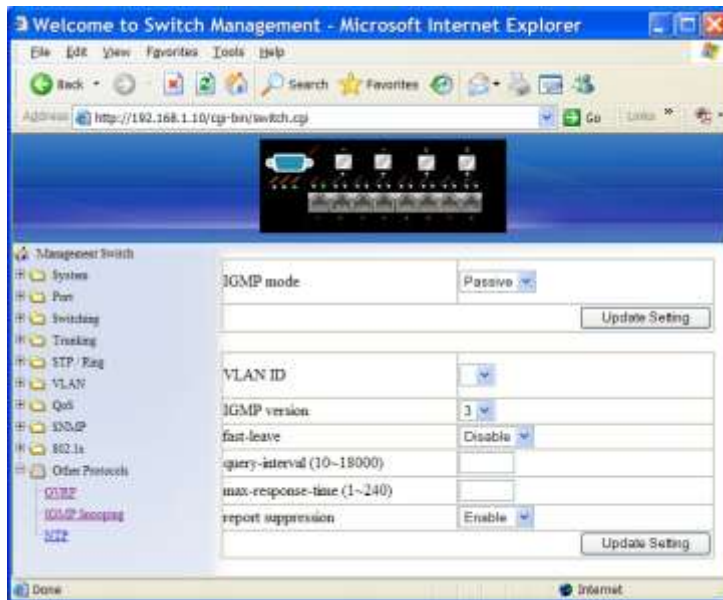 Welcome to Switch Management - Microsoft Internet Explorer
File Edit View Favorites Tools Help
Back Search Favorites
Address http://192.168.1.10/cgi-bin/switch.cgi Go Links »
Management Switch
System
Port
Switching
Trunking
STP / Ring
VLAN
QoS
SNMP
802.1x
Other Protocols
GVRP
IGMP Snooping
NTP
IGMP mode Passive
Update Setting
VLAN ID
IGMP version 3
fast-leave Disable
query-interval (10~18000)
max-response-time (1~240)
report suppression Enable
Update Setting
Done Internet